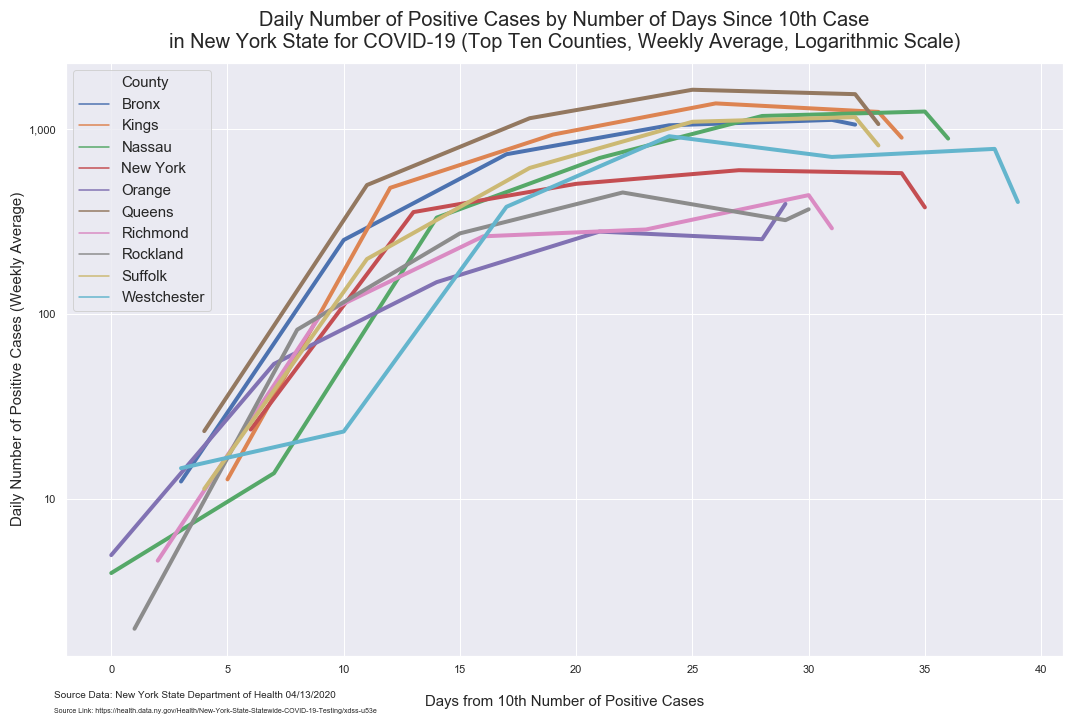 Daily Number of Positive Cases by Number of Days Since 10th Case
in New York State for COVID-19 (Top Ten Counties, Weekly Average, Logarithmic Scale)
County
Bronx
Kings
Nassau
New York
Orange
Queens
Richmond
Rockland
Suffolk
Westchester
Daily Number of Positive Cases (Weekly Average)
1,000
100
10
0 5 10 15 20 25 30 35 40
Days from 10th Number of Positive Cases
Source Data: New York State Department of Health 04/13/2020
Source Link: https://health.data.ny.gov/Health/New-York-State-Statewide-COVID-19-Testing/xdss-u53e